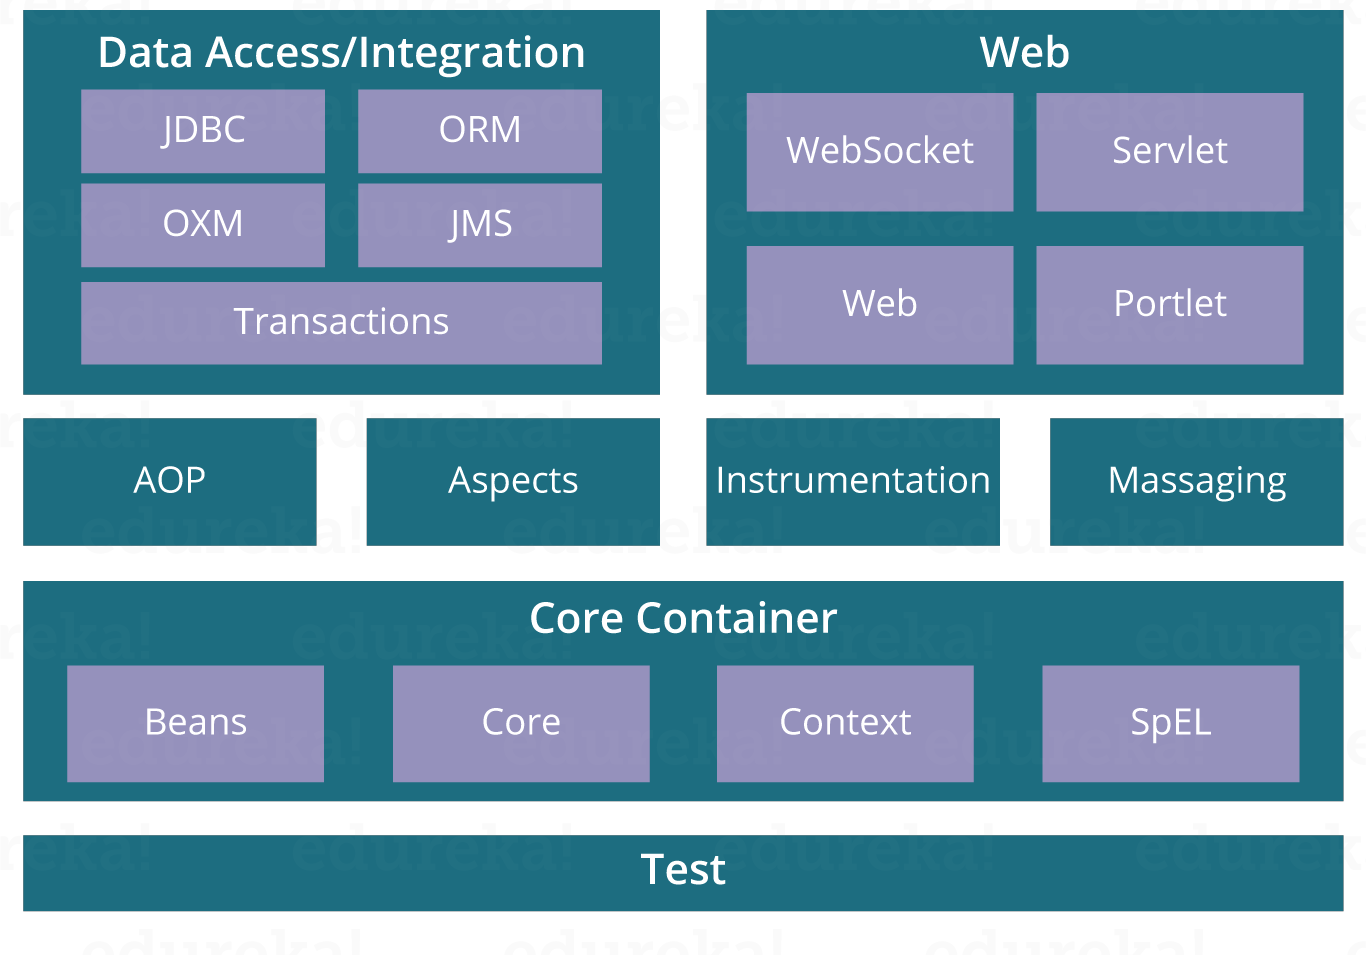 Data Access/Integration
JDBC
ORM
OXM
JMS
Transactions
Web
WebSocket
Servlet
Web
Portlet
AOP
Aspects
Instrumentation
Massaging
Core Container
Beans
Core
Context
SpEL
Test
edureka!